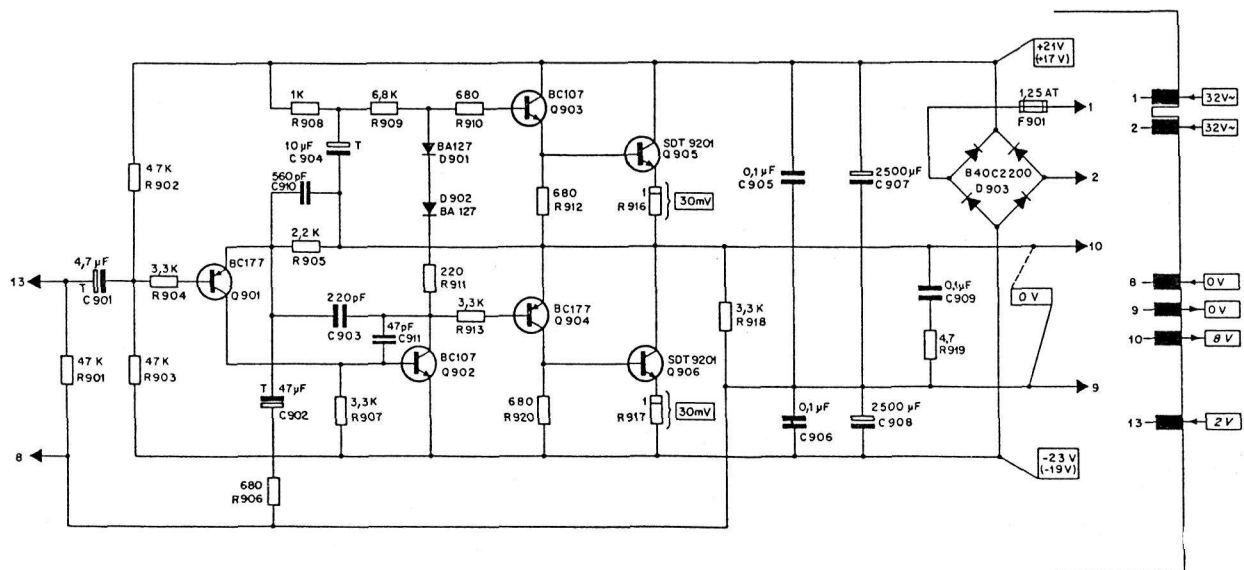 +21V
(+17V)
1K
R908
6,8K
R909
680
R910
BC107
Q903
1,25 AT
F901
1
1
32V~
2
32V~
10µF
C904
T
BA127
D901
SDT 9201
Q905
47K
R902
560pF
C910
D902
BA 127
680
R912
1
R916
30mV
0,1µF
C905
2500µF
C907
B40C2200
D903
2
2,2K
R905
10
4,7µF
T
C901
13
3,3K
R904
BC177
Q901
220
R911
220pF
C903
47pF
C911
3,3K
R913
BC177
Q904
3,3K
R918
0,1µF
C909
0V
8
0V
9
0V
10
8V
47K
R901
47K
R903
T
47µF
C902
3,3K
R907
BC107
Q902
SDT9201
Q906
4,7
R919
9
680
R920
1
R917
30mV
0,1µF
C906
2500µF
C908
13
2V
8
680
R906
-23V
(-19V)